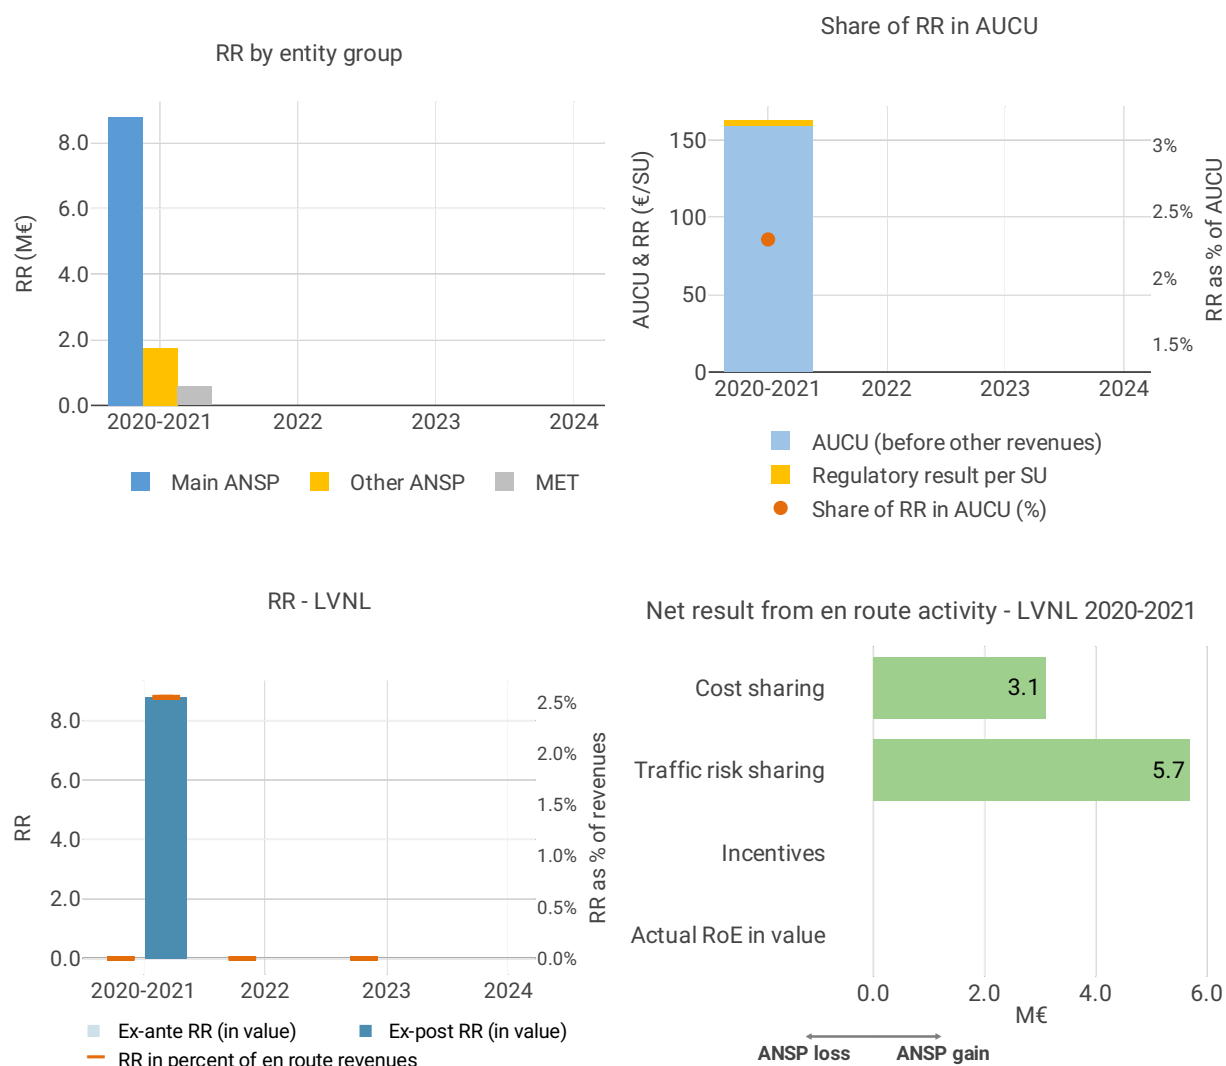 RR by entity group
RR (M€)
8.0
6.0
4.0
2.0
0.0
2020-2021 2022 2023 2024
Main ANSP Other ANSP MET
Share of RR in AUCU
AUCU & RR (€/SU)
150
100
50
0
3%
2.5%
2%
1.5%
RR as % of AUCU
2020-2021 2022 2023 2024
AUCU (before other revenues)
Regulatory result per SU
Share of RR in AUCU (%)
RR - LVNL
RR
8.0
6.0
4.0
2.0
0.0
2.5%
2.0%
1.5%
1.0%
0.5%
0.0%
RR as % of revenues
2020-2021 2022 2023 2024
Ex-ante RR (in value) Ex-post RR (in value)
RR in percent of en route revenues
Net result from en route activity - LVNL 2020-2021
Cost sharing 3.1
Traffic risk sharing 5.7
Incentives
Actual RoE in value
0.0 2.0 4.0 6.0
M€
ANSP loss ANSP gain